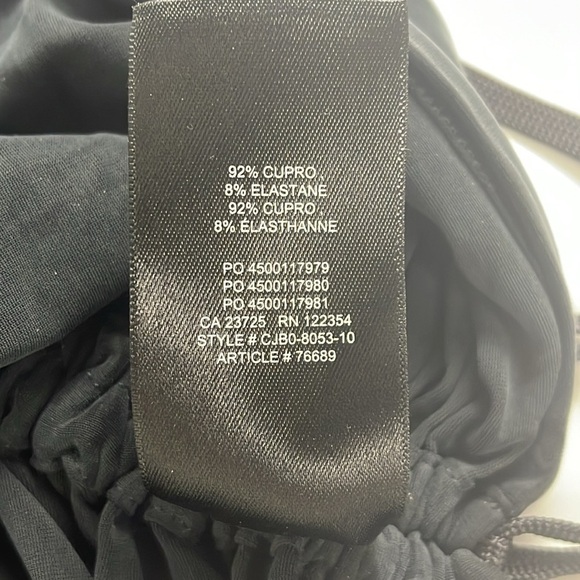 92% CUPRO ,
8% ELASTANE
92% CUPRO ,
8% ÉLASTHANNE
PO 4500117979
PO 4500117980
PO 4500117981
CA 23725 RN 122354
STYLE # CJB0-8053-10
ARTICLE # 76689